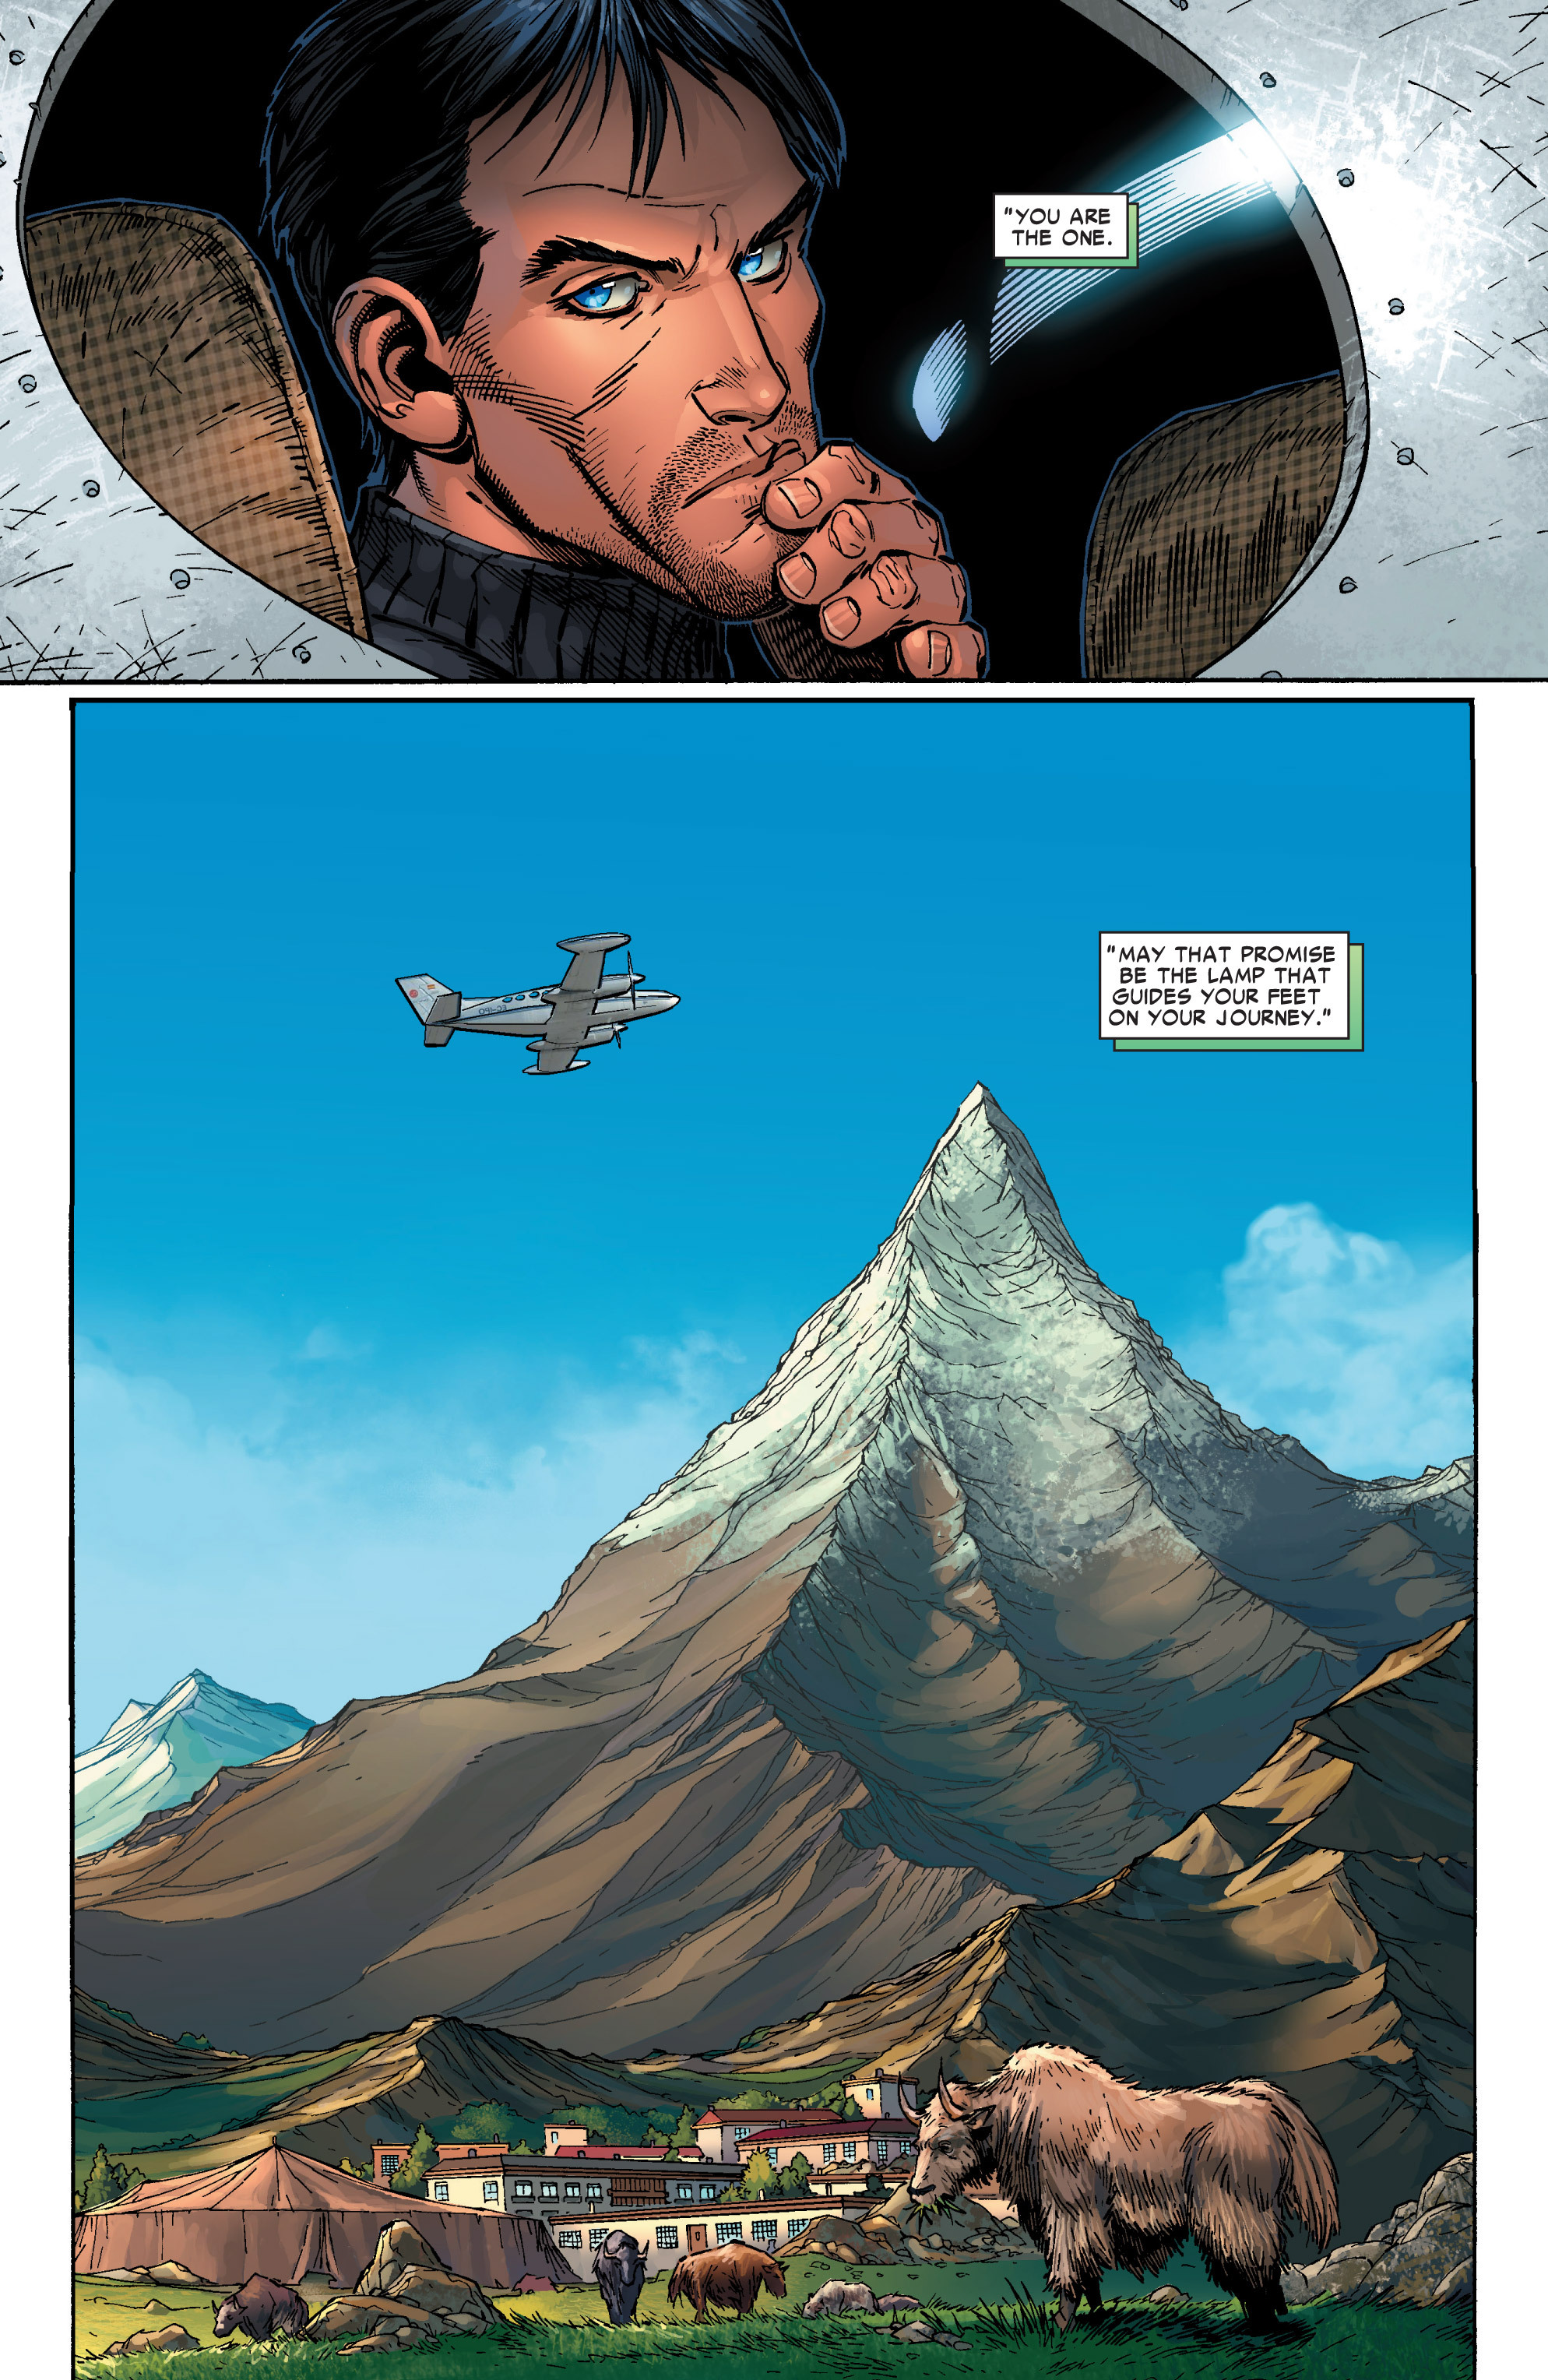 "YOU ARE
THE ONE.
"MAY THAT PROMISE
BE THE LAMP THAT
GUIDES YOUR FEET
ON YOUR JOURNEY."